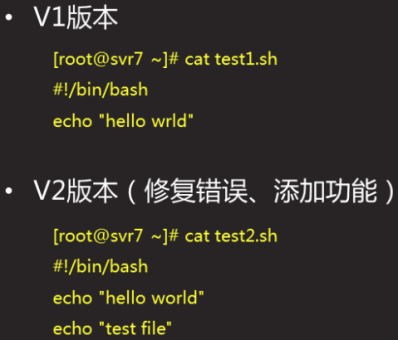 • V1版本
[root@svr7 ~]# cat test1.sh
#!/bin/bash
echo "hello wrld"
• V2版本（修复错误、添加功能）
[root@svr7 ~]# cat test2.sh
#!/bin/bash
echo "hello world"
echo "test file"